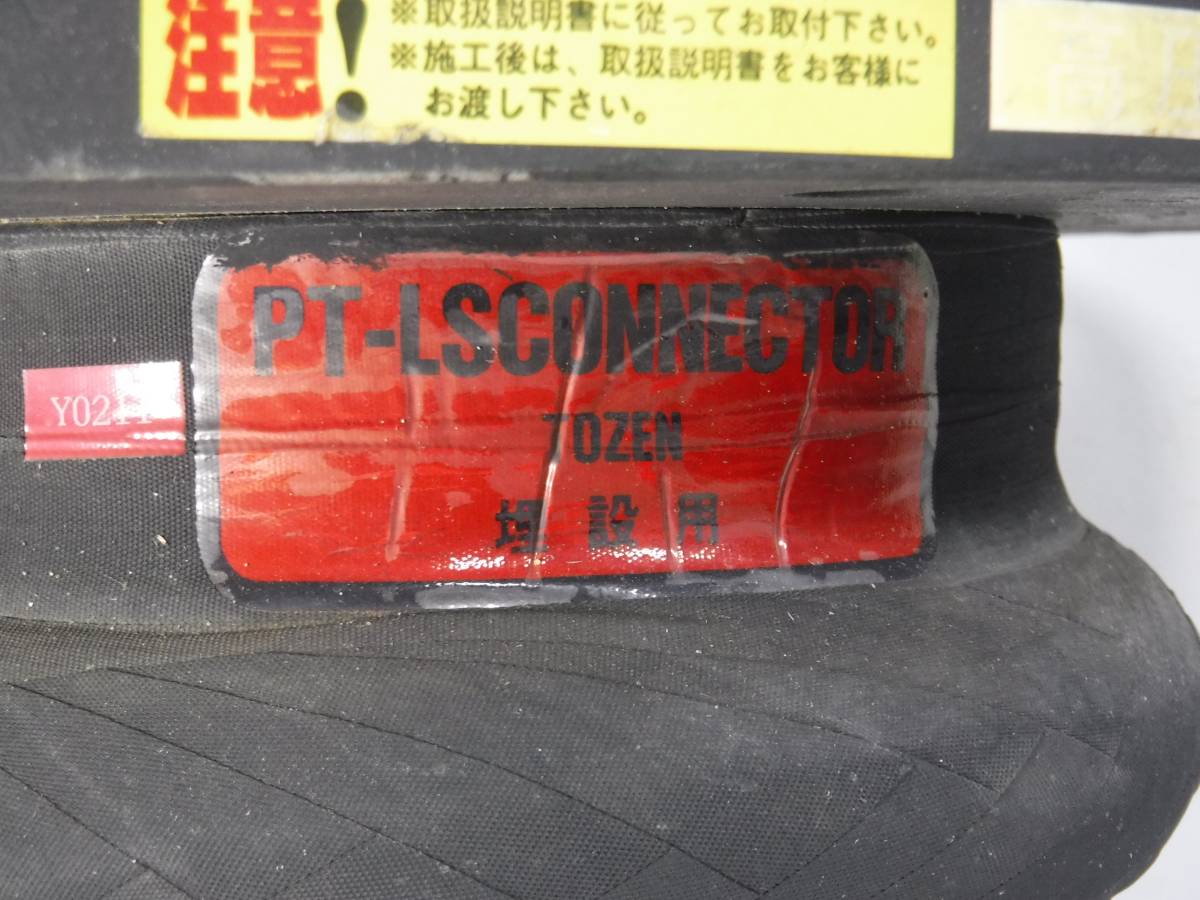 注意!
※取扱説明書に従ってお取付下さい。
※施工後は、取扱説明書をお客様に
お渡し下さい。
PT-LSCONNECTOR
TOZEN
埋設用